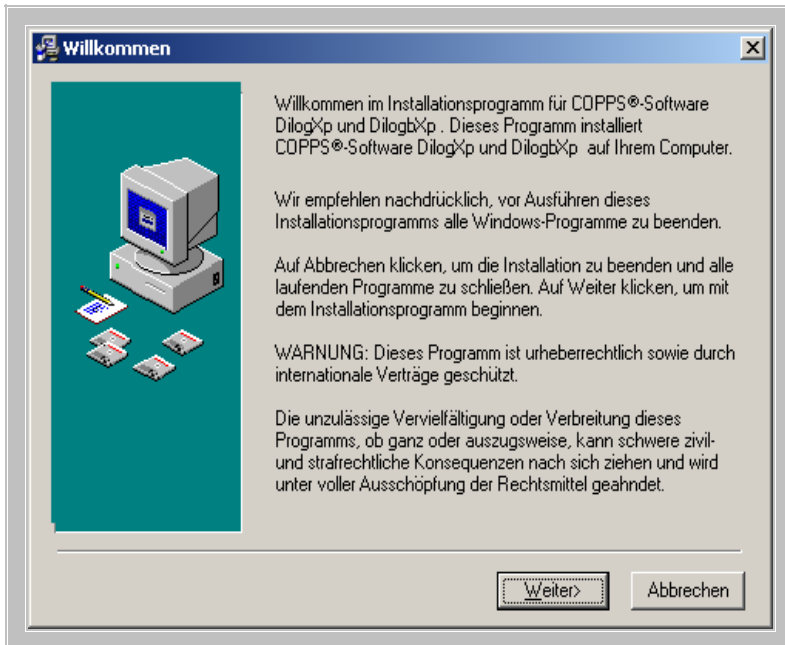 Willkommen
Willkommen im Installationsprogramm für COPPS®-Software
DilogXp und DilogbXp . Dieses Programm installiert
COPPS®-Software DilogXp und DilogbXp  auf Ihrem Computer.
Wir empfehlen nachdrücklich, vor Ausführen dieses
Installationsprogramms alle Windows-Programme zu beenden.
Auf Abbrechen klicken, um die Installation zu beenden und alle
laufenden Programme zu schließen. Auf Weiter klicken, um mit
dem Installationsprogramm beginnen.
WARNUNG: Dieses Programm ist urheberrechtlich sowie durch
internationale Verträge geschützt.
Die unzulässige Vervielfältigung oder Verbreitung dieses
Programms, ob ganz oder auszugsweise, kann schwere zivil-
und strafrechtliche Konsequenzen nach sich ziehen und wird
unter voller Ausschöpfung der Rechtsmittel geahndet.
Weiter>
Abbrechen